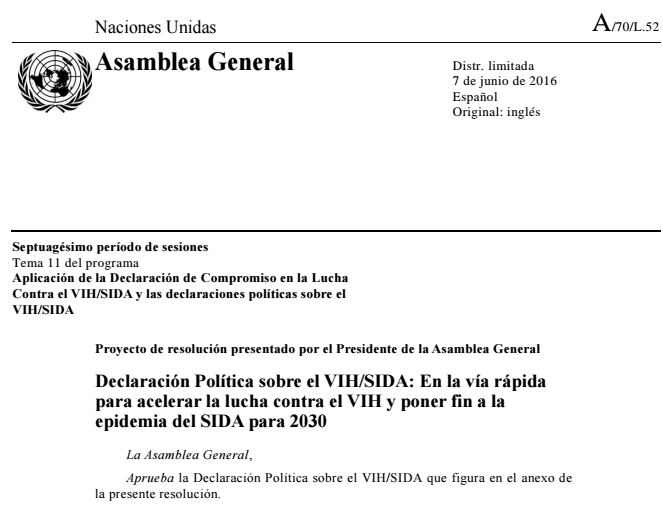 Naciones Unidas
A/70/L.52
Asamblea General
Distr. limitada
7 de junio de 2016
Español
Original: inglés
Septuagésimo período de sesiones
Tema 11 del programa
Aplicación de la Declaración de Compromiso en la Lucha
Contra el VIH/SIDA y las declaraciones políticas sobre el
VIH/SIDA
Proyecto de resolución presentado por el Presidente de la Asamblea General
Declaración Política sobre el VIH/SIDA: En la vía rápida
para acelerar la lucha contra el VIH y poner fin a la
epidemia del SIDA para 2030
La Asamblea General,
Aprueba la Declaración Política sobre el VIH/SIDA que figura en el anexo de
la presente resolución.